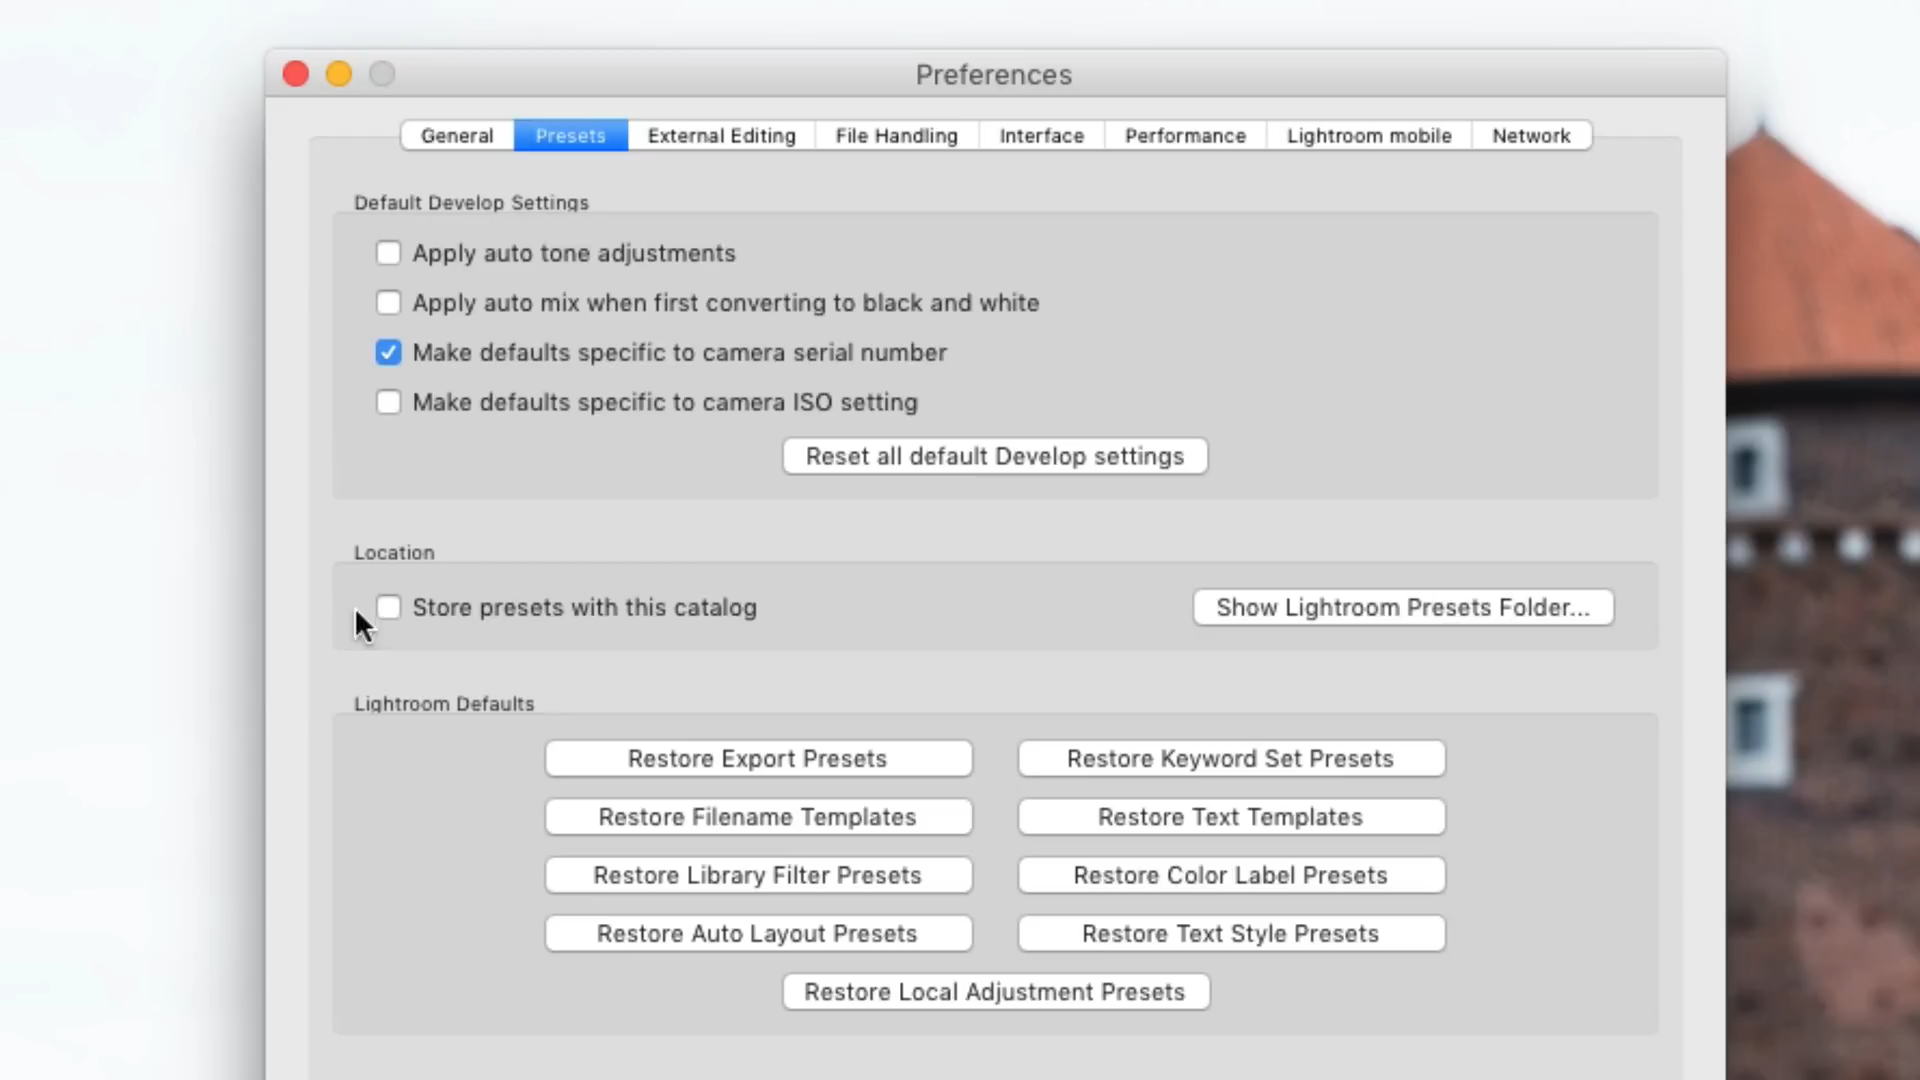 Preferences
General Presets External Editing File Handling Interface Performance Lightroom mobile Network
Default Develop Settings
Apply auto tone adjustments
Apply auto mix when first converting to black and white
Make defaults specific to camera serial number
Make defaults specific to camera ISO setting
Reset all default Develop settings
Location
Store presets with this catalog Show Lightroom Presets Folder...
Lightroom Defaults
Restore Export Presets Restore Keyword Set Presets
Restore Filename Templates Restore Text Templates
Restore Library Filter Presets Restore Color Label Presets
Restore Auto Layout Presets Restore Text Style Presets
Restore Local Adjustment Presets